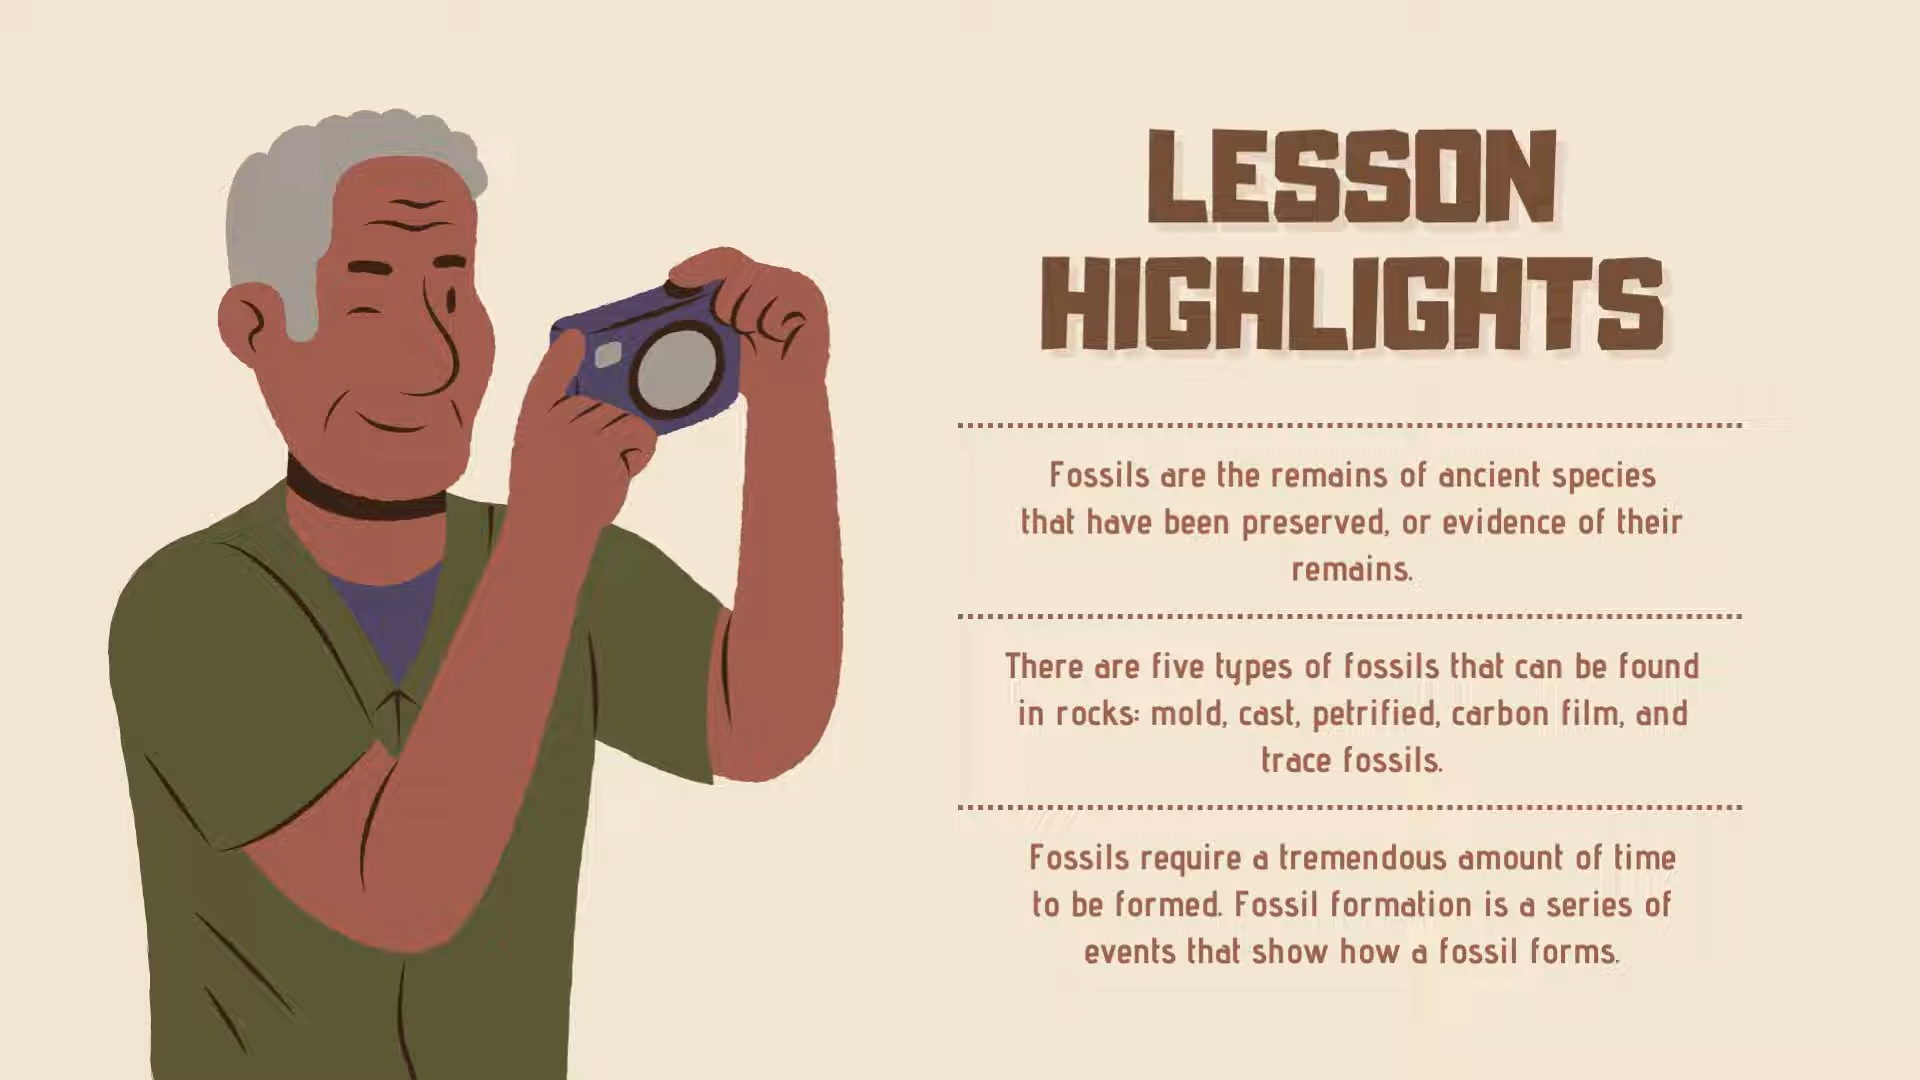 LESSON
HIGHLIGHTS
Fossils are the remains of ancient species
that have been preserved, or evidence of their
remains.
There are five types of fossils that can be found
in rocks: mold, cast, petrified, carbon film, and
trace fossils.
Fossils require a tremendous amount of time
to be formed. Fossil formation is a series of
events that show how a fossil forms.